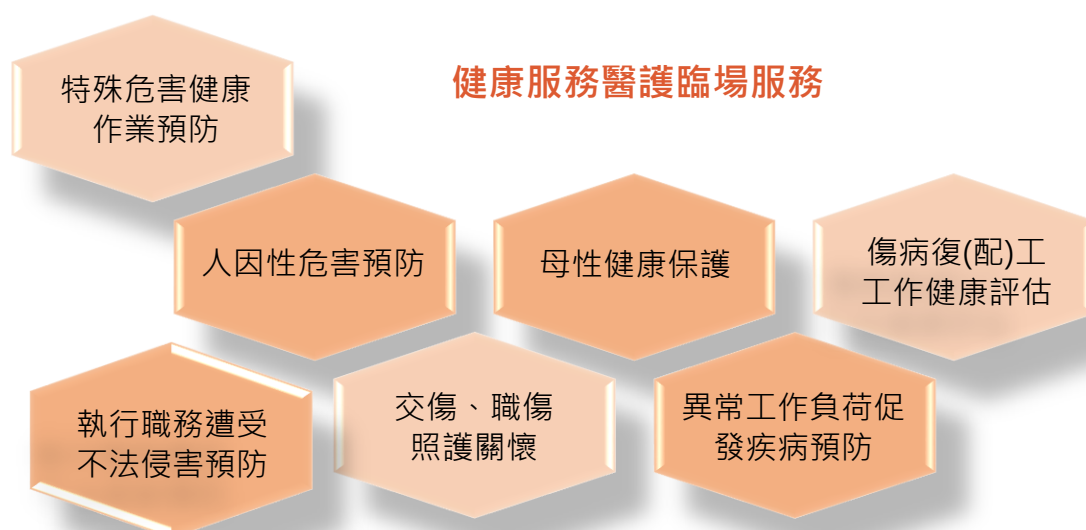 特殊危害健康
作業預防
健康服務醫護臨場服務
人因性危害預防
母性健康保護
傷病復(配)工
工作健康評估
執行職務遭受
不法侵害預防
交傷、職傷
照護關懷
異常工作負荷促
發疾病預防